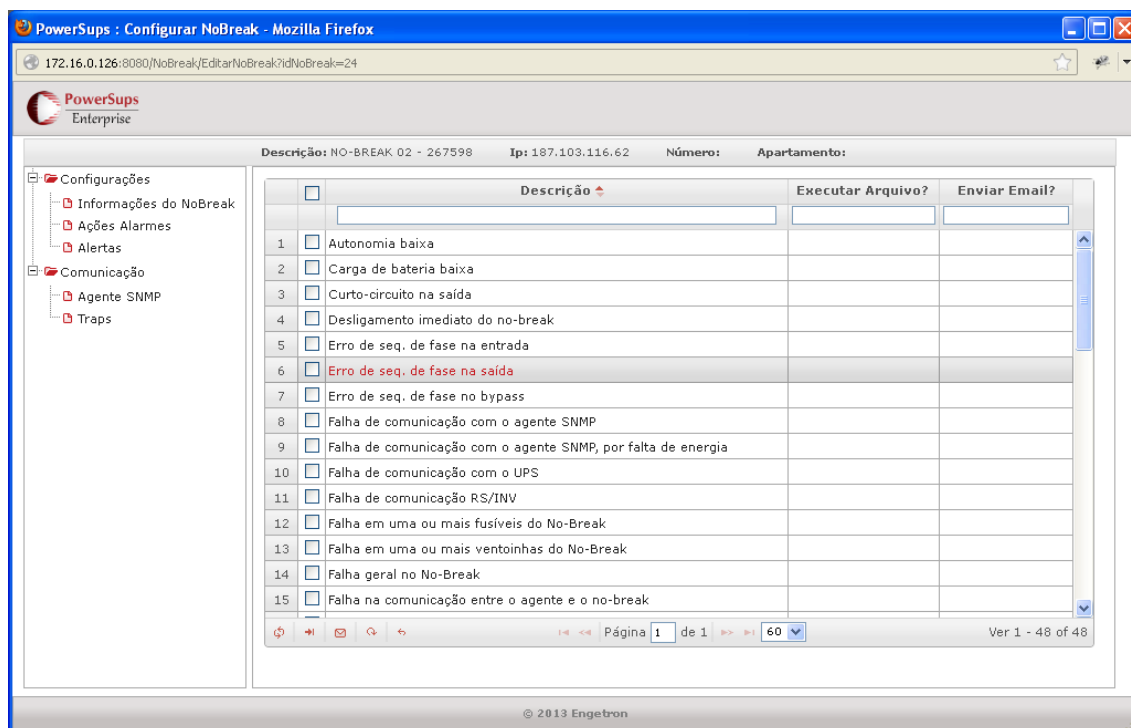 PowerSups : Configurar NoBreak - Mozilla Firefox
172.16.0.126:8080/NoBreak/EditarNoBreak?idNoBreak=24
PowerSups
Enterprise
Descrição: NO-BREAK 02 - 267598 Ip: 187.103.116.62 Número: Apartamento:
Configurações
Informações do NoBreak
Ações Alarmes
Alertas
Comunicação
Agente SNMP
Traps
Descrição Executar Arquivo? Enviar Email?
1 Autonomia baixa
2 Carga de bateria baixa
3 Curto-circuito na saída
4 Desligamento imediato do no-break
5 Erro de seq. de fase na entrada
6 Erro de seq. de fase na saída
7 Erro de seq. de fase no bypass
8 Falha de comunicação com o agente SNMP
9 Falha de comunicação com o agente SNMP, por falta de energia
10 Falha de comunicação com o UPS
11 Falha de comunicação RS/INV
12 Falha em uma ou mais fusíveis do No-Break
13 Falha em uma ou mais ventoinhas do No-Break
14 Falha geral no No-Break
15 Falha na comunicação entre o agente e o no-break
Página 1 de 1 60 Ver 1 - 48 of 48
© 2013 Engetron